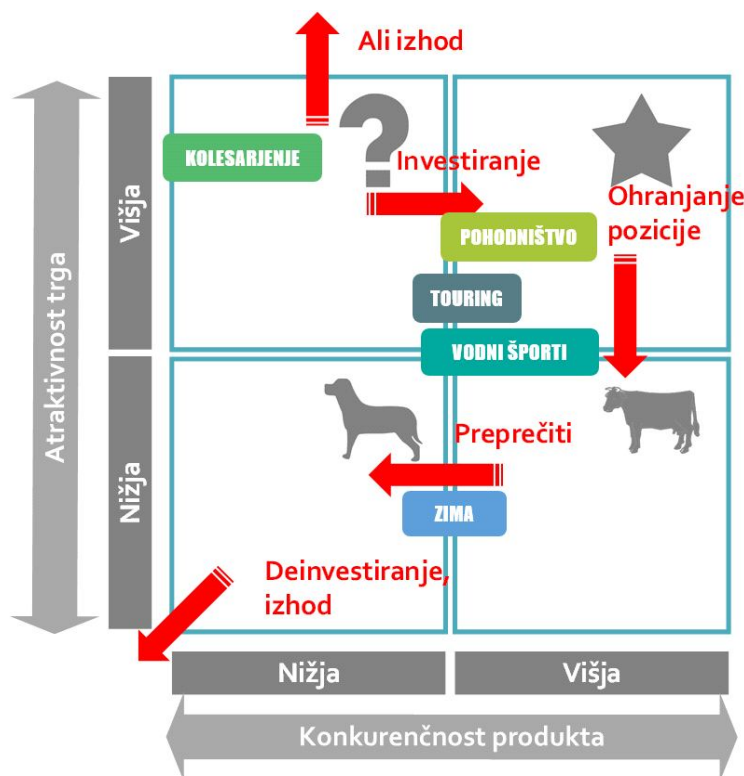 Ali izhod
KOLESARJENJE
?
Investiranje
Ohranjanje
pozicije
POHODNIŠTVO
TOURING
VODNI ŠPORTI
Preprečiti
ZIMA
Deinvestiranje,
izhod
Atraktivnost trga
Višja
Nižja
Nižja
Višja
Konkurenčnost produkta